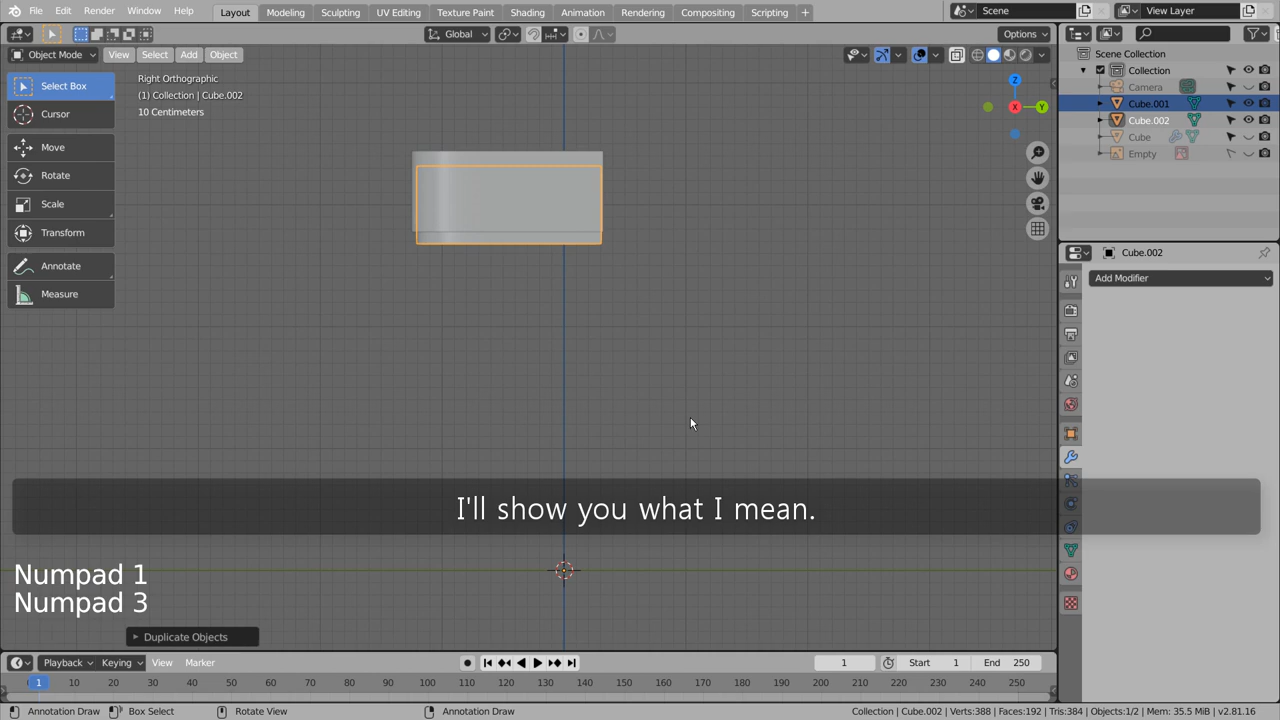 File Edit Render Window Help
Layout Modeling Sculpting UV Editing Texture Paint Shading Animation Rendering Compositing Scripting +
Scene
View Layer
Global
Options
Object Mode View Select Add Object
Select Box
Cursor
Move
Rotate
Scale
Transform
Annotate
Measure
Right Orthographic
(1) Collection | Cube.002
10 Centimeters
Z
X
Y
Scene Collection
Collection
Camera
Cube.001
Cube.002
Cube
Empty
Cube.002
Add Modifier
I'll show you what I mean.
Numpad 1
Numpad 3
Duplicate Objects
Playback Keying View Marker
1
Start 1 End 250
1 10 20 30 40 50 60 70 80 90 100 110 120 130 140 150 160 170 180 190 200 210 220 230 240 250
Annotation Draw Box Select Rotate View Annotation Draw
Collection | Cube.002 | Verts:388 | Faces:192 | Tris:384 | Objects:1/2 | Mem: 35.5 MiB | v2.81.16